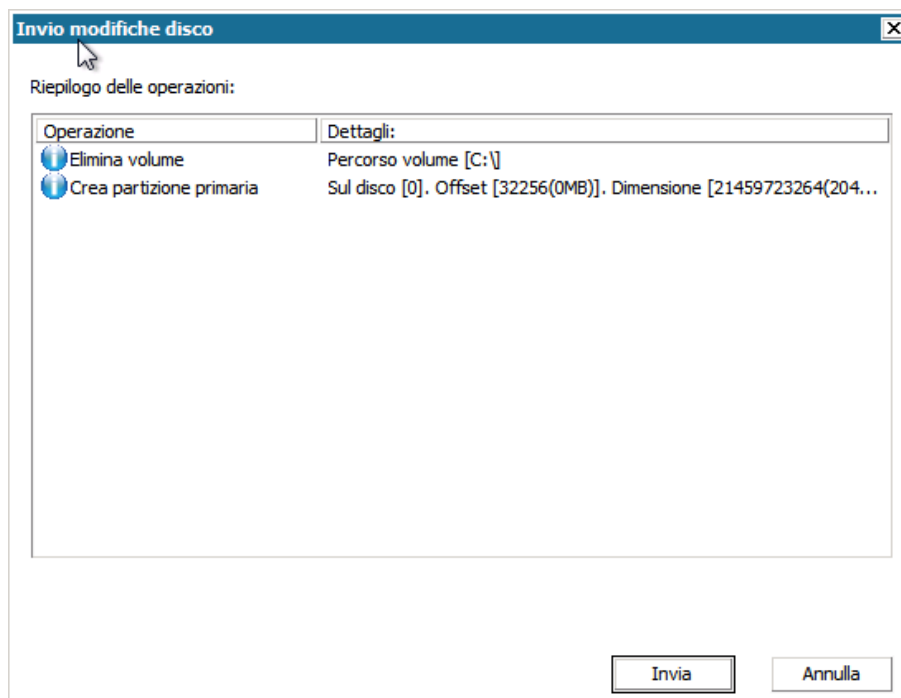 Invio modifiche disco
Riepilogo delle operazioni:
Operazione Dettagli:
Elimina volume Percorso volume [C:\]
Crea partizione primaria Sul disco [0]. Offset [32256(0MB)]. Dimensione [21459723264(204...
Invia Annulla